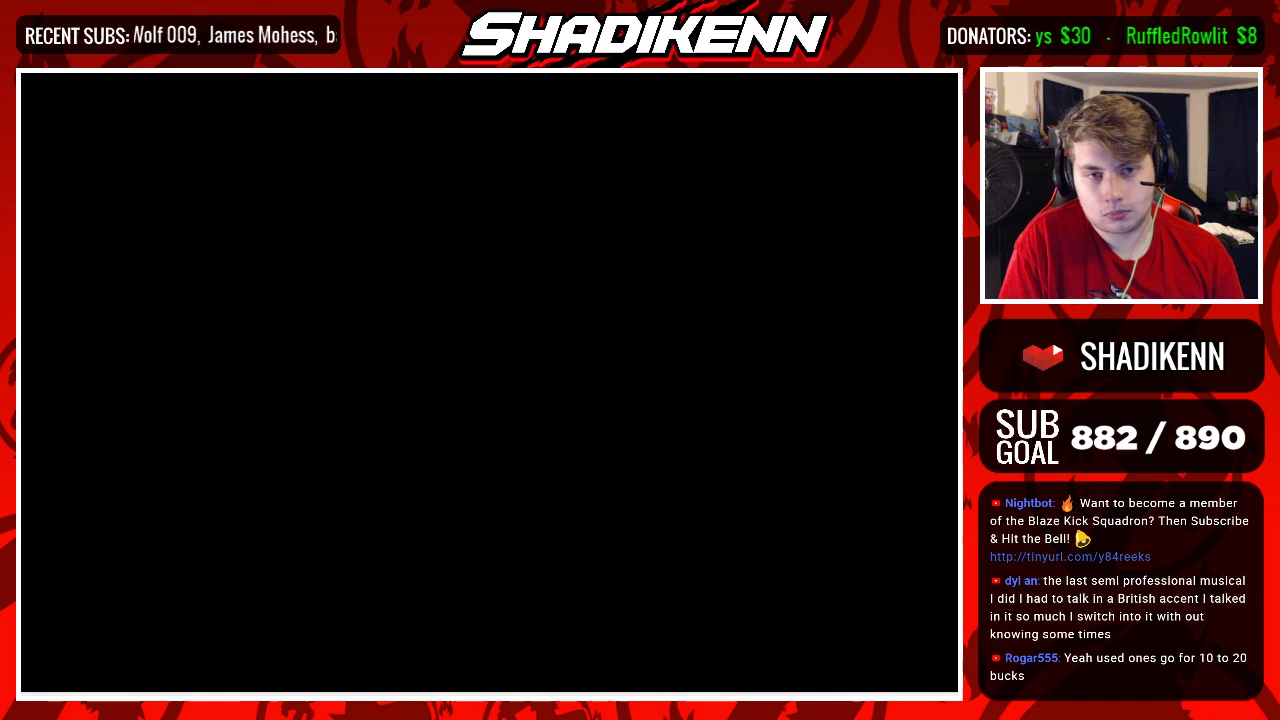 RECENT SUBS: Wolf 009, James Mohess, b
SHADIKENN
DONATORS: ys $30 - RuffledRowlit $8
SHADIKENN
SUB GOAL 882 / 890
Nightbot: 🔥 Want to become a member
of the Blaze Kick Squadron? Then Subscribe
& Hit the Bell! 🔔
http://tinyurl.com/y84reeks
dyl an: the last semi professional musical
I did I had to talk in a British accent I talked
in it so much I switch into it with out
knowing some times
Rogar555: Yeah used ones go for 10 to 20
bucks